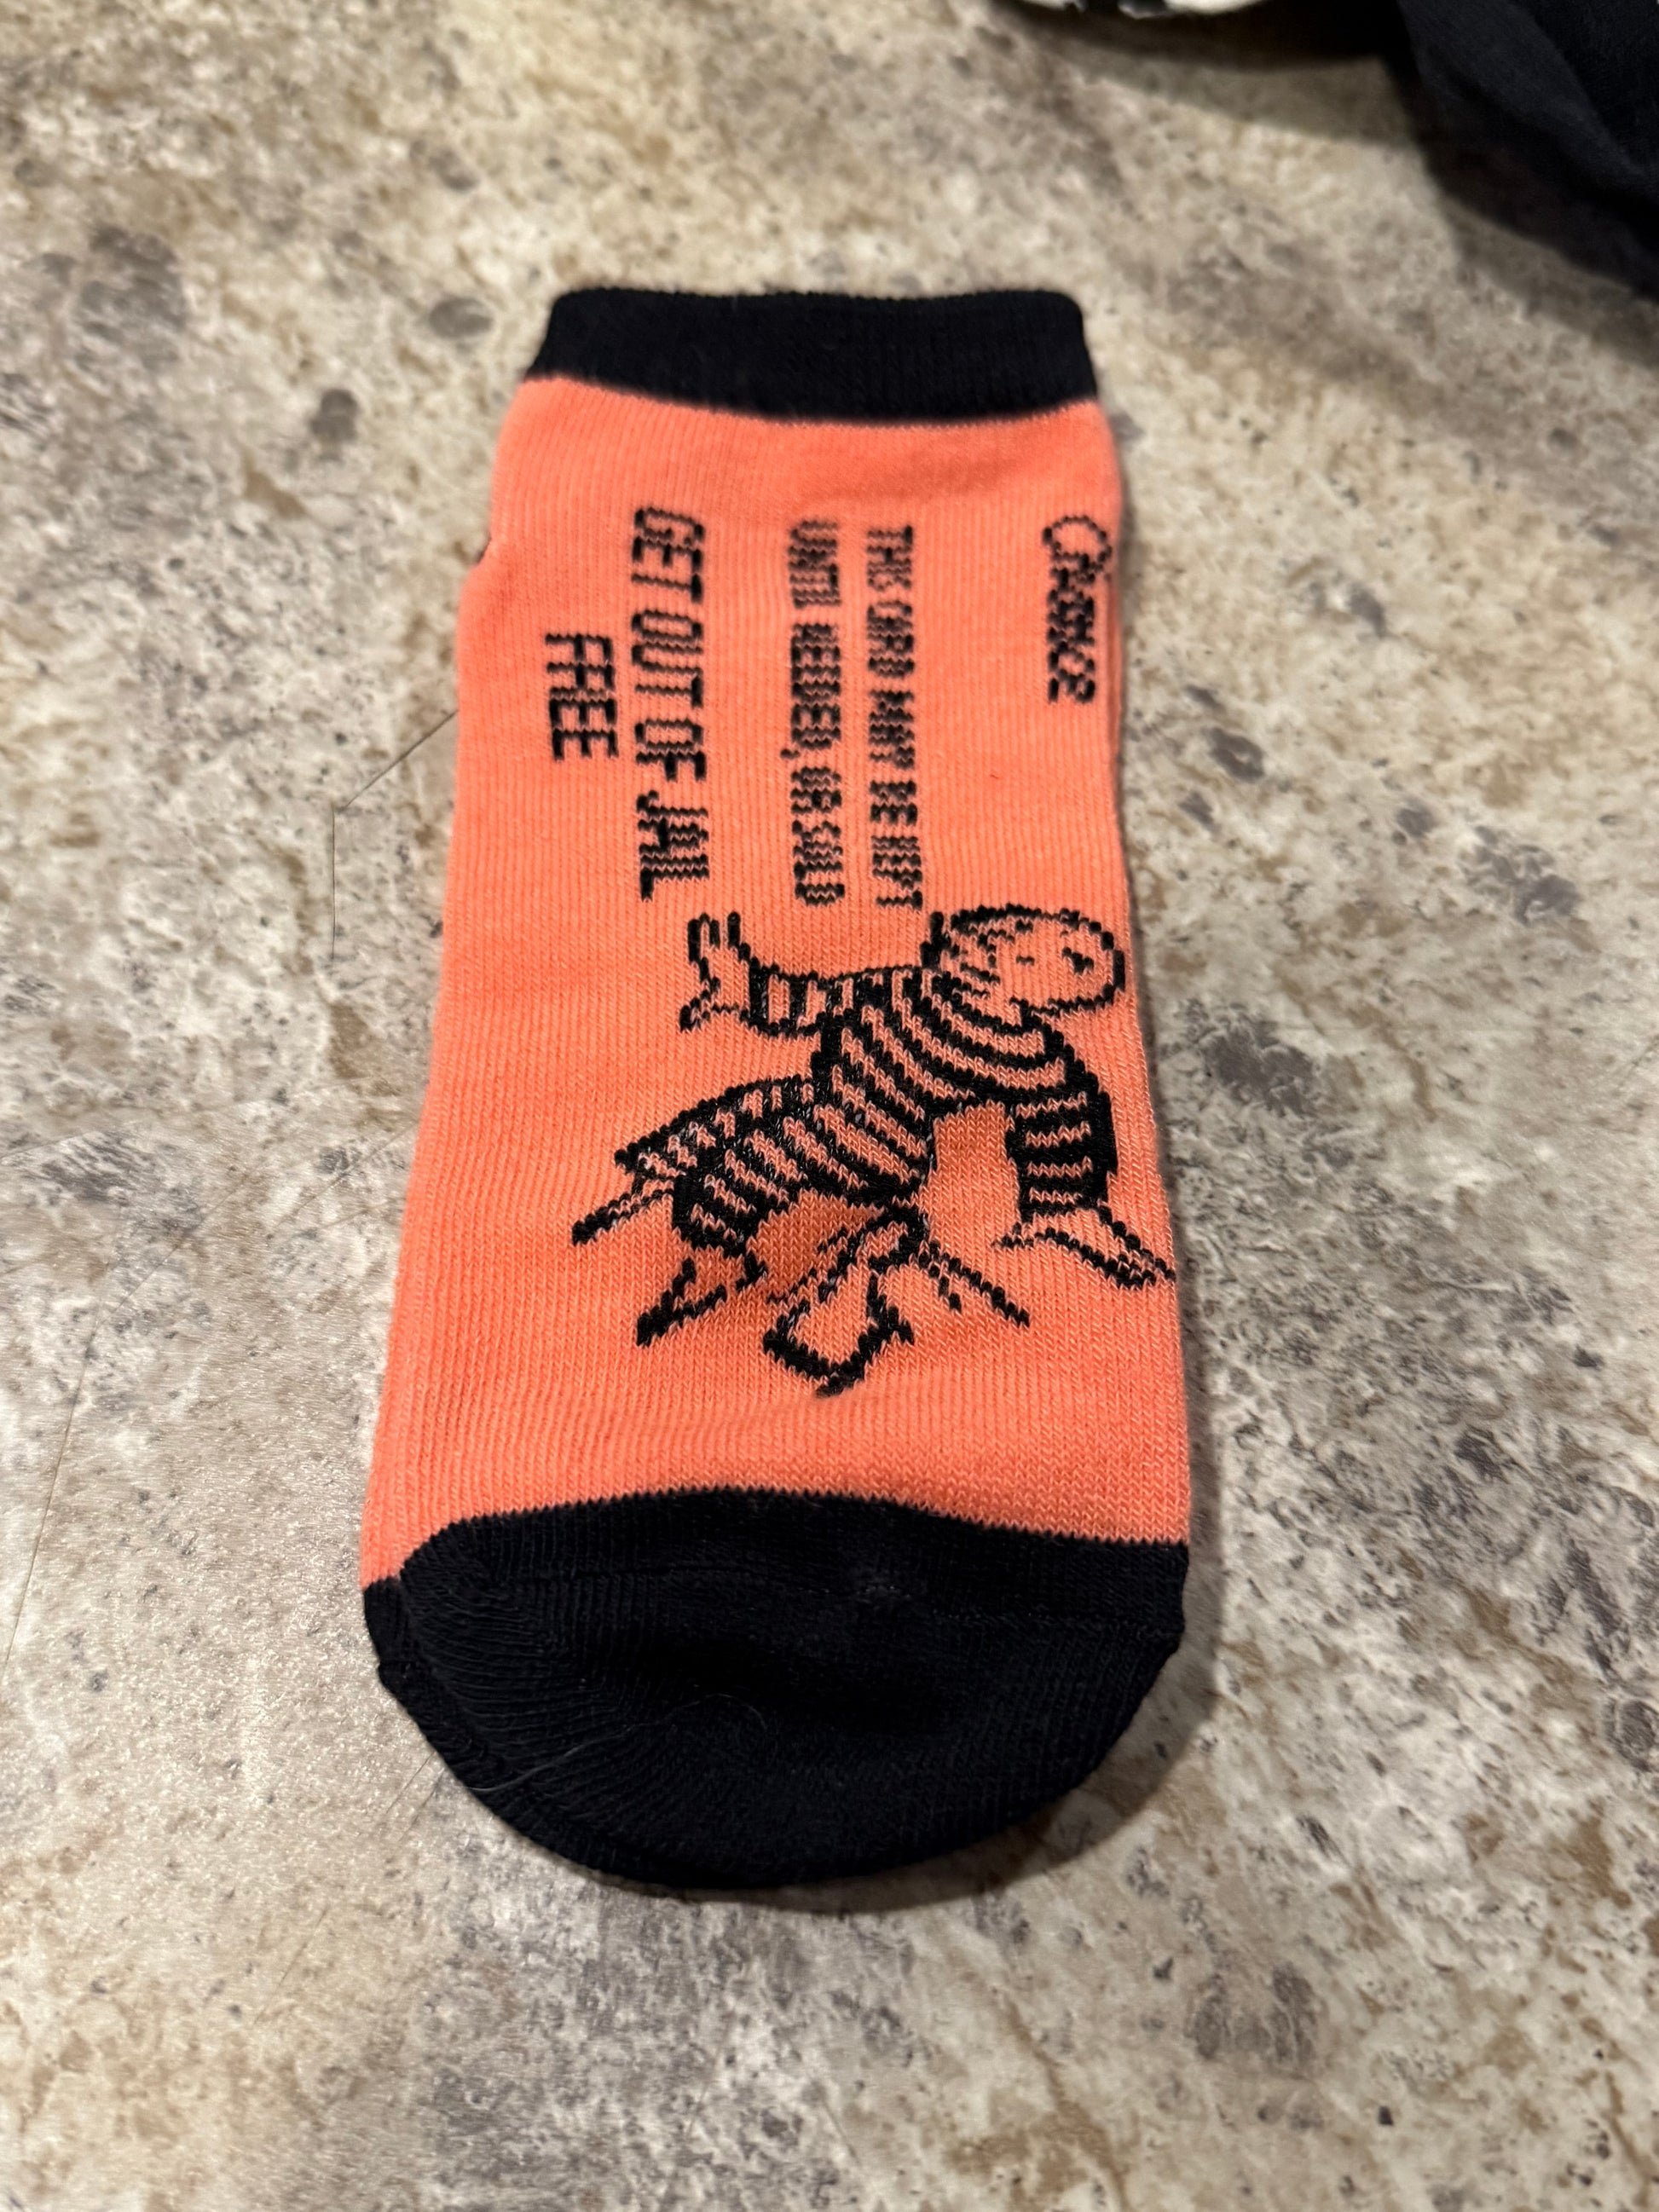 CHANCE
THIS CARD MAY BE KEPT
UNTIL NEEDED, OR SOLD
GET OUT OF JAIL
FREE